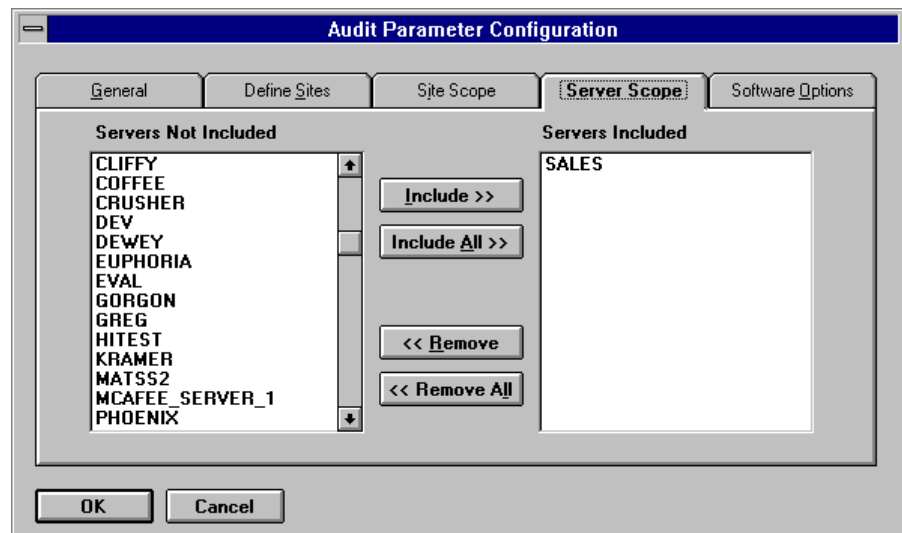 Audit Parameter Configuration
General
Define Sites
Site Scope
Server Scope
Software Options
Servers Not Included
CLIFFY
COFFEE
CRUSHER
DEV
DEWEY
EUPHORIA
EVAL
GORGON
GREG
HITEST
KRAMER
MATSS2
MCAFEE_SERVER_1
PHOENIX
Include >>
Include All >>
<< Remove
<< Remove All
Servers Included
SALES
OK
Cancel